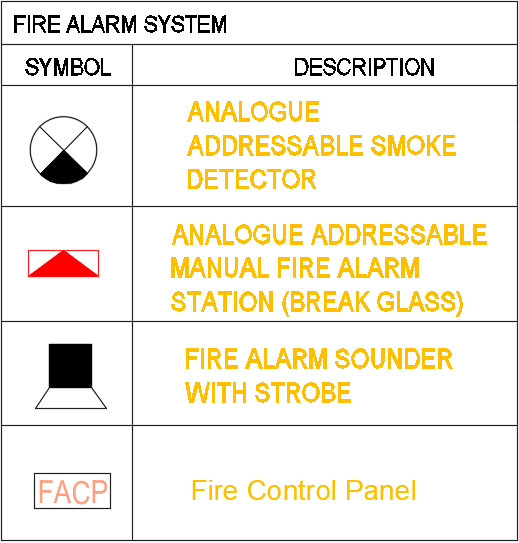 FIRE ALARM SYSTEM
SYMBOL DESCRIPTION
ANALOGUE
ADDRESSABLE SMOKE
DETECTOR
ANALOGUE ADDRESSABLE
MANUAL FIRE ALARM
STATION (BREAK GLASS)
FIRE ALARM SOUNDER
WITH STROBE
FACP Fire Control Panel